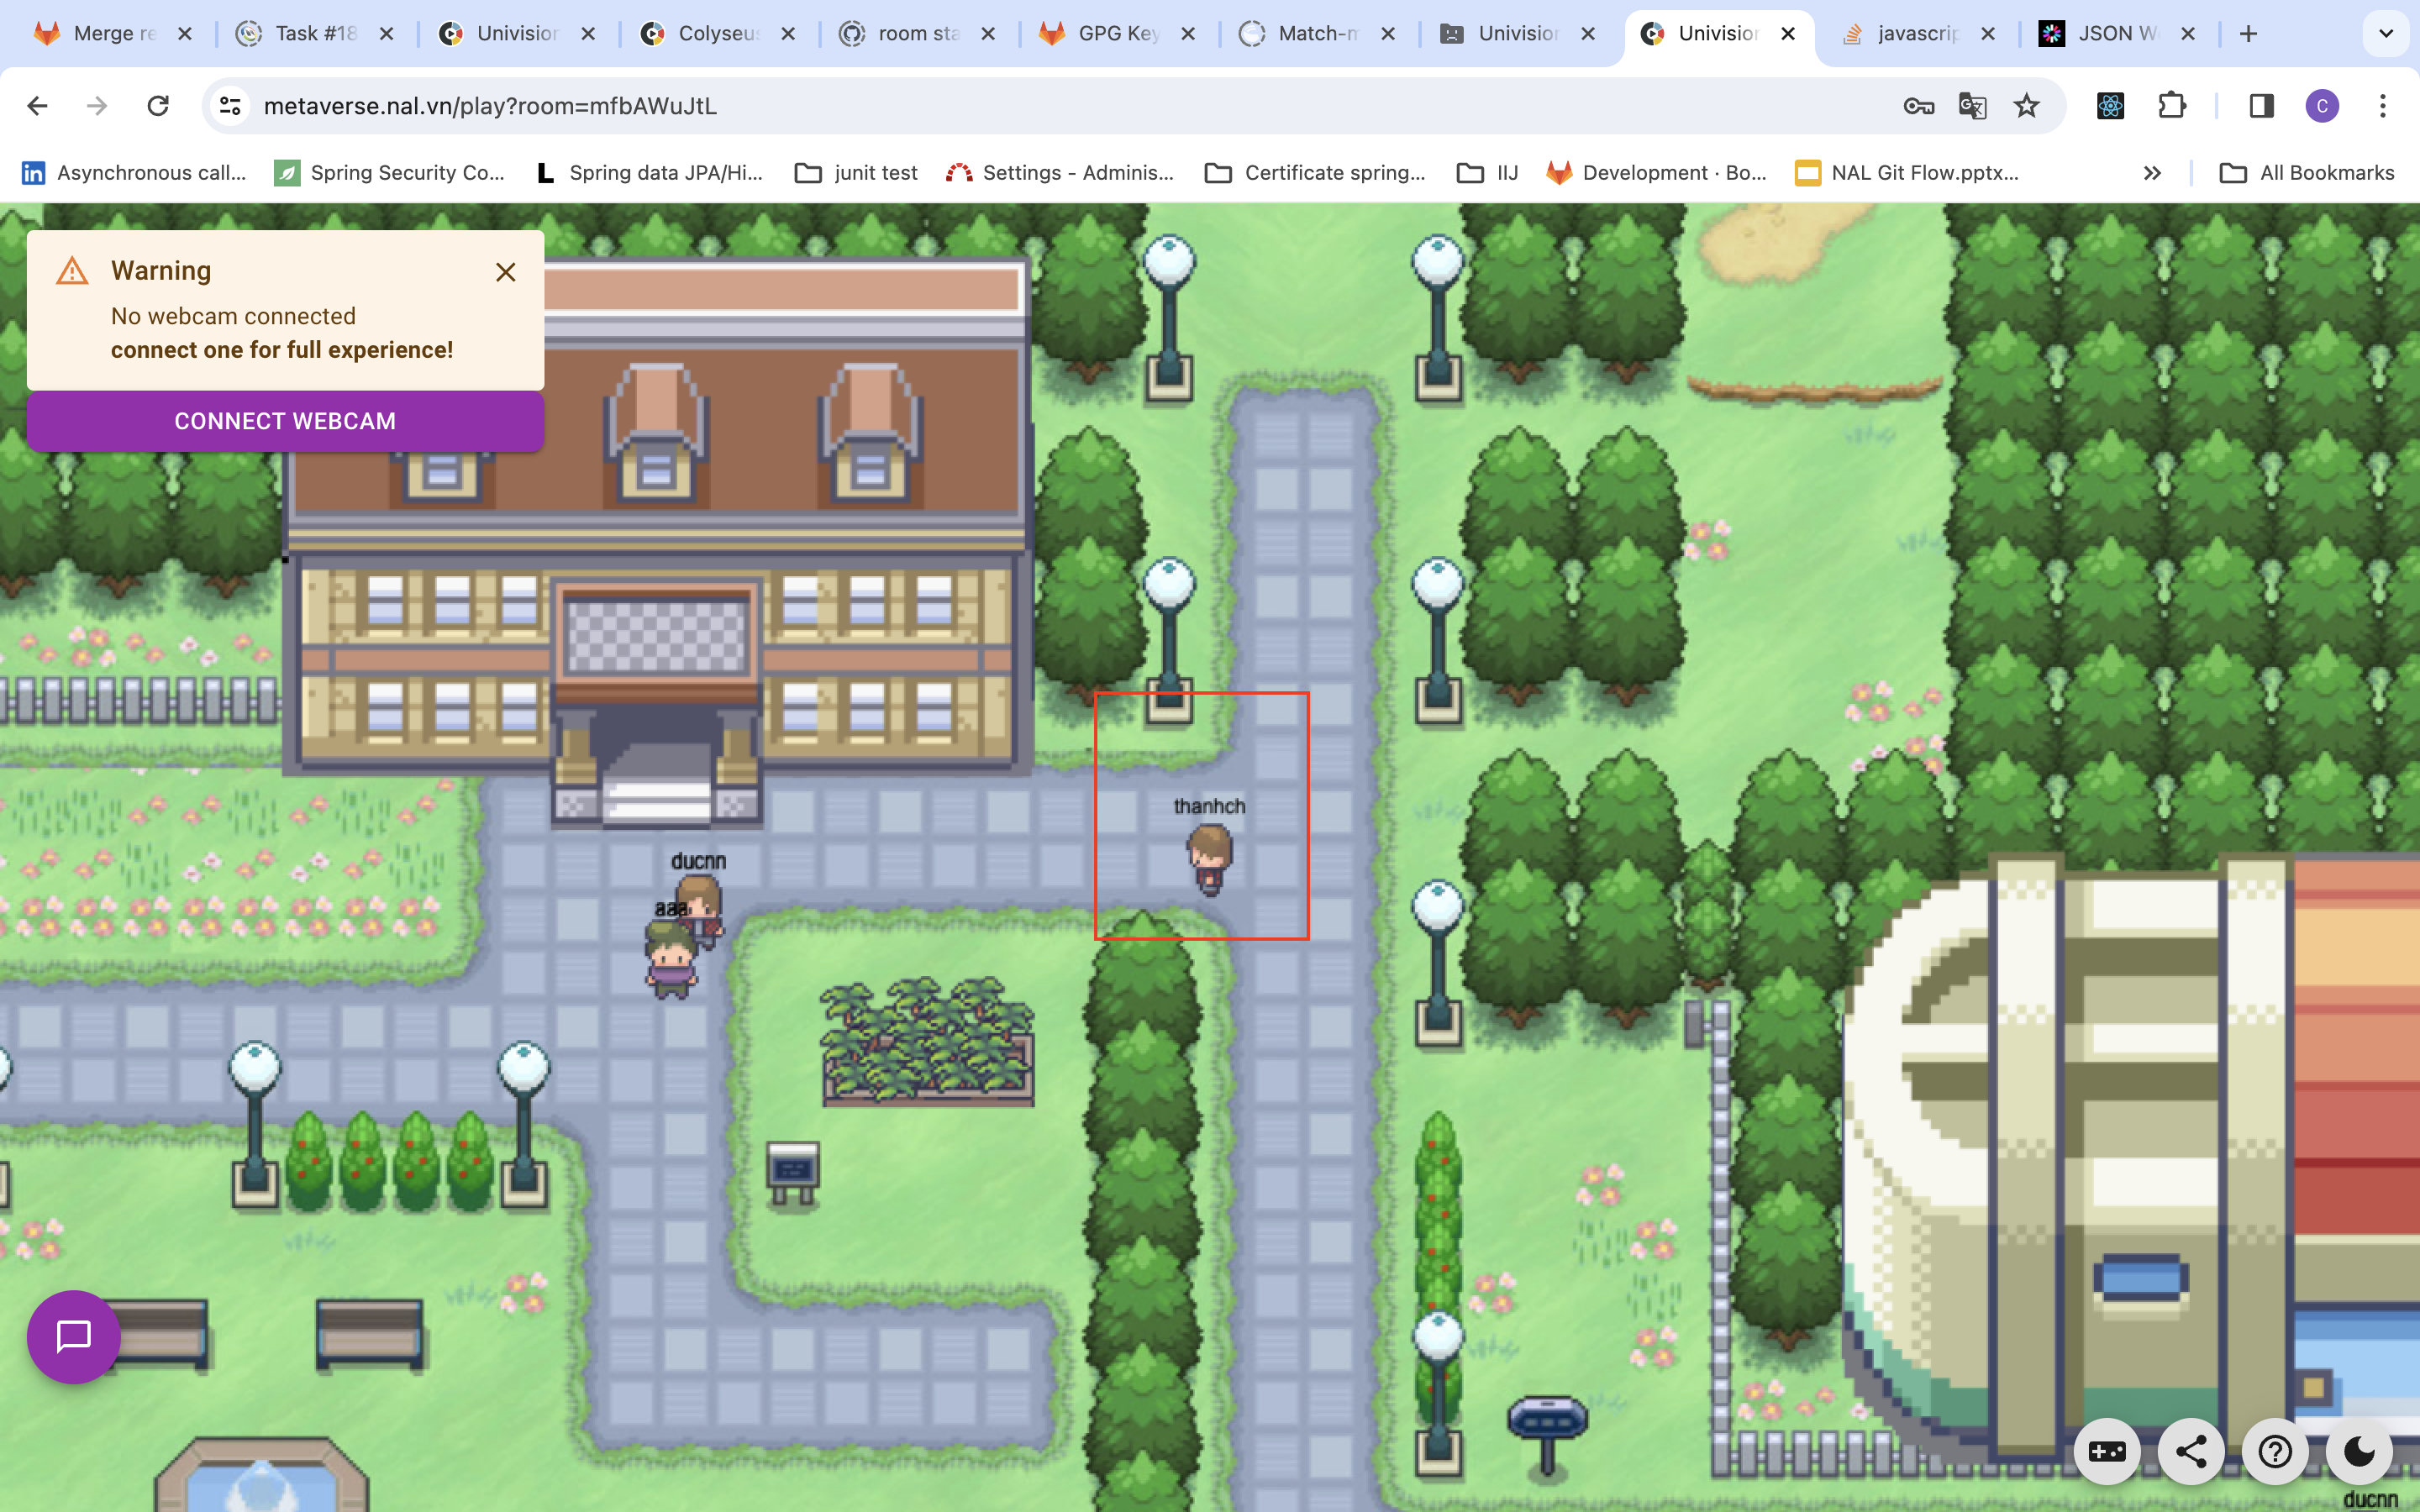 Merge re
Task #18
Univision
Colyseus
room sta
GPG Key
Match-m
Univision
Univision
javascrip
JSON W
metaverse.nal.vn/play?room=mfbAWuJtL
C
Asynchronous call...
Spring Security Co...
Spring data JPA/Hi...
junit test
Settings - Adminis...
Certificate spring...
IIJ
Development · Bo...
NAL Git Flow.pptx...
All Bookmarks
Warning
No webcam connected
connect one for full experience!
CONNECT WEBCAM
thanhch
ducnn
aaa
ducnn